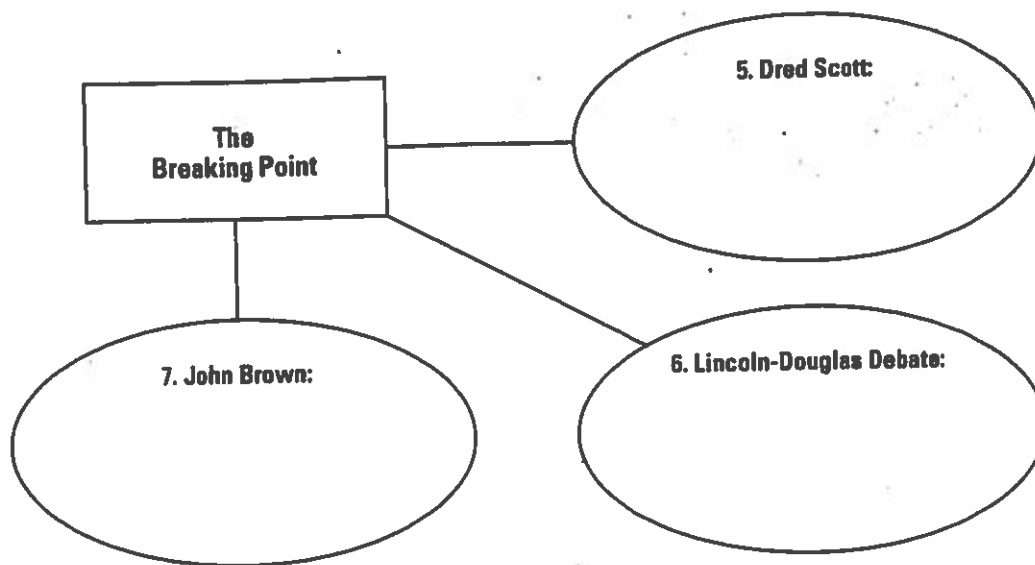 The
Breaking Point
5. Dred Scott:
6. Lincoln-Douglas Debate:
7. John Brown: